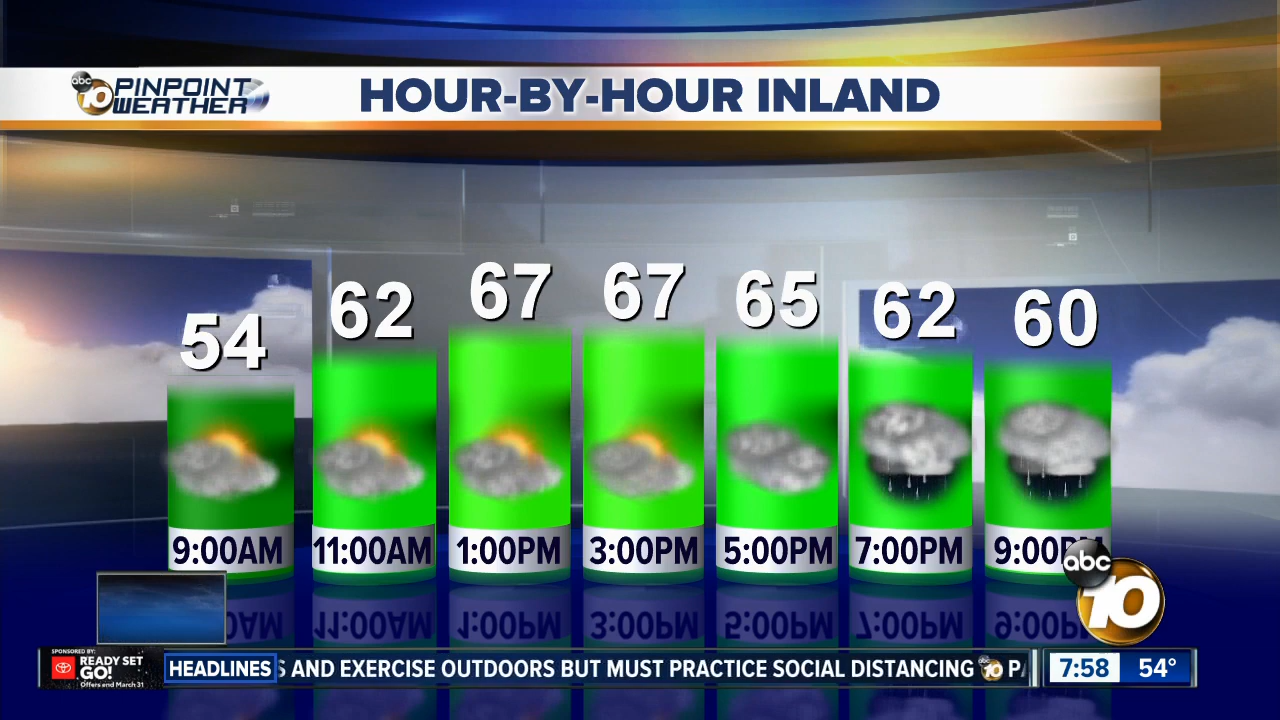 abc
10
PINPOINT
WEATHER
HOUR-BY-HOUR INLAND
54
62
67
67
65
62
60
9:00AM
11:00AM
1:00PM
3:00PM
5:00PM
7:00PM
9:00PM
abc
10
SPONSORED BY:
READY SET
GO!
Offers end March 31
HEADLINES
S AND EXERCISE OUTDOORS BUT MUST PRACTICE SOCIAL DISTANCING 10 P
7:58 54°